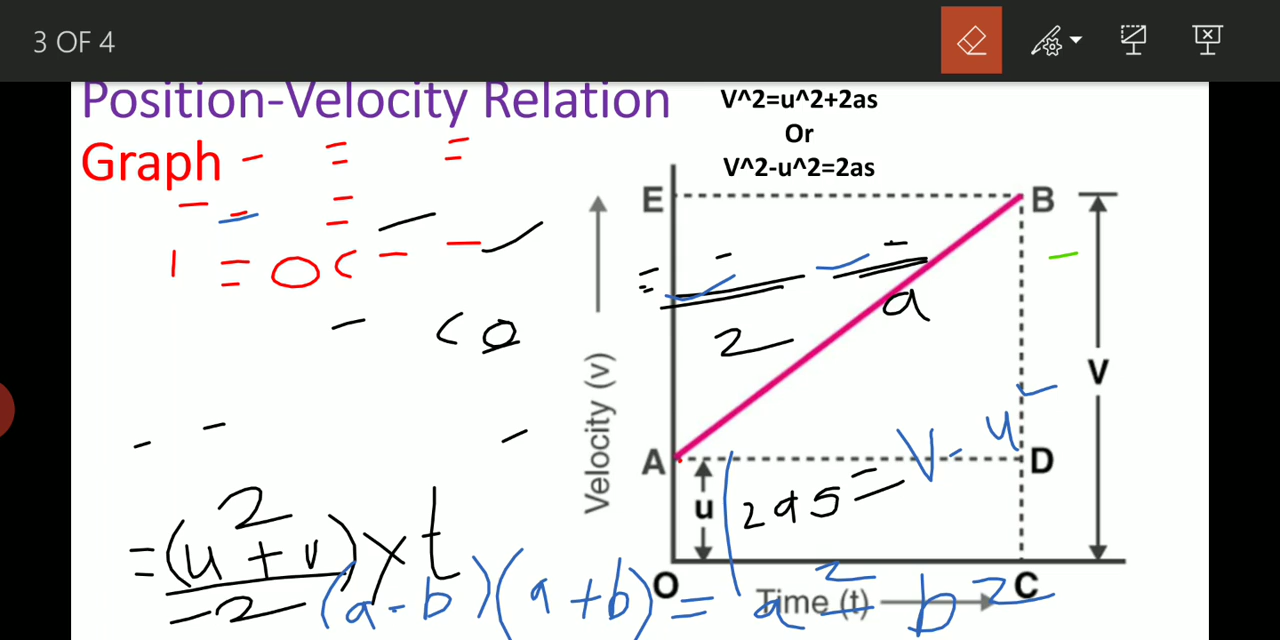 3 OF 4
Position-Velocity Relation
Graph
V^2=u^2+2as
Or
V^2-u^2=2as
E
B
Velocity (v)
V
A
D
u
O
C
Time (t)
2
a
2as = V - u
= (u + v) x t
2
(a - b)(a + b) = a2 b2